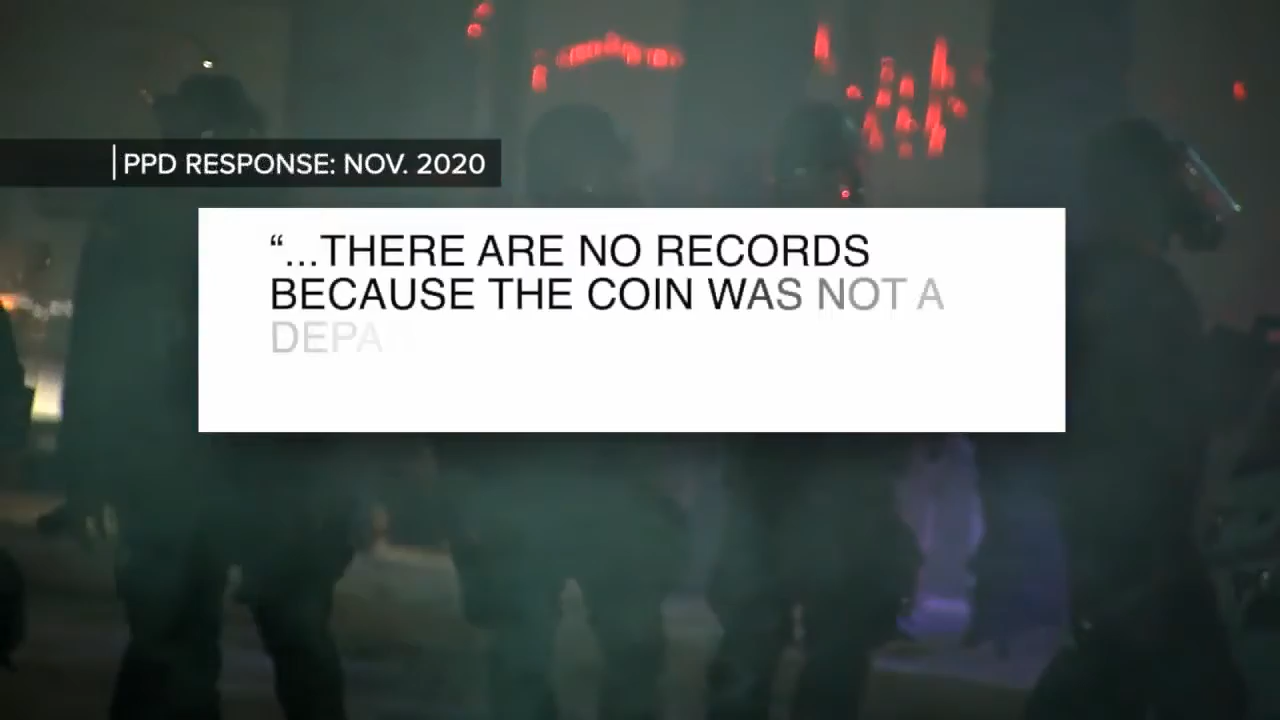 PPD RESPONSE: NOV. 2020
“...THERE ARE NO RECORDS
BECAUSE THE COIN WAS NOT A